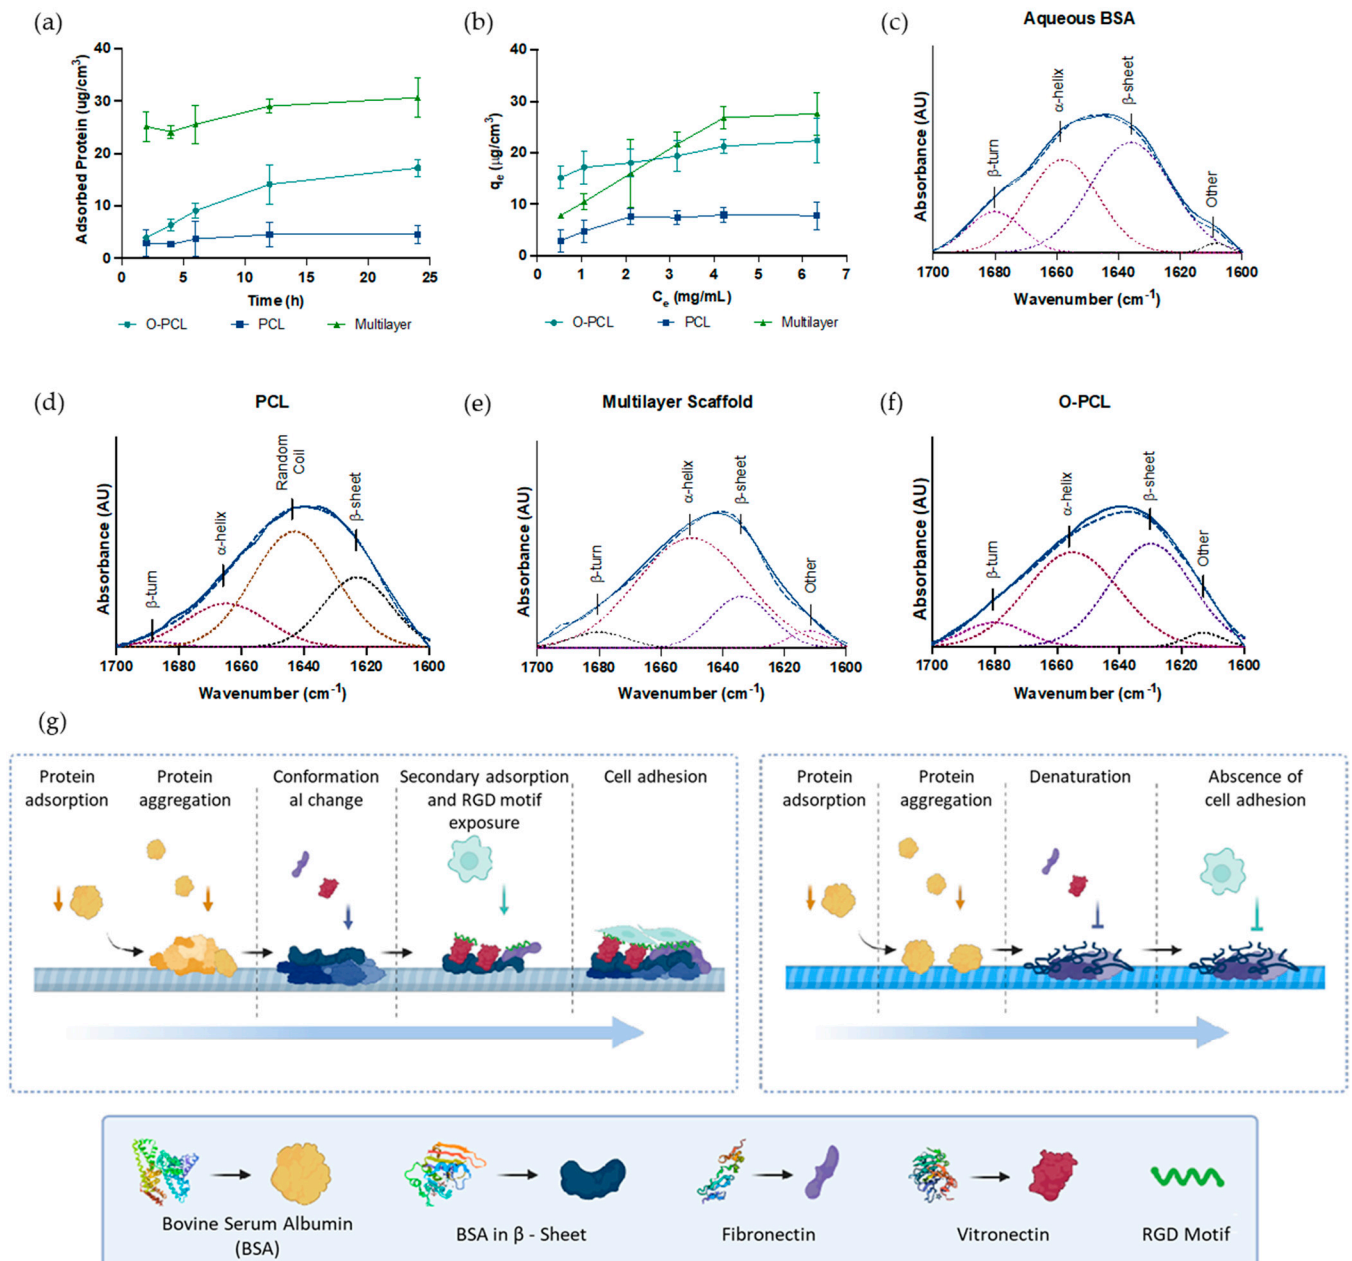 (a)
40
30
20
10
0
Adsorbed Protein (ug/cm³)
0 5 10 15 20 25
Time (h)
O-PCL PCL Multilayer
(b)
40
30
20
10
0
qₑ (µg/cm³)
0 1 2 3 4 5 6 7
Cₑ (mg/mL)
O-PCL PCL Multilayer
(c)
Aqueous BSA
Absorbance (AU)
β-turn
α-helix
β-sheet
Other
1700 1680 1660 1640 1620 1600
Wavenumber (cm⁻¹)
(d)
PCL
Absorbance (AU)
β-turn
α-helix
Random
Coil
β-sheet
1700 1680 1660 1640 1620 1600
Wavenumber (cm⁻¹)
(e)
Multilayer Scaffold
Absorbance (AU)
β-turn
α-helix
β-sheet
Other
1700 1680 1660 1640 1620 1600
Wavenumber (cm⁻¹)
(f)
O-PCL
Absorbance (AU)
β-turn
α-helix
β-sheet
Other
1700 1680 1660 1640 1620 1600
Wavenumber (cm⁻¹)
(g)
Protein
adsorption
Protein
aggregation
Conformation
al change
Secondary adsorption
and RGD motif
exposure
Cell adhesion
Protein
adsorption
Protein
aggregation
Denaturation
Abscence of
cell adhesion
Bovine Serum Albumin
(BSA)
BSA in β - Sheet
Fibronectin
Vitronectin
RGD Motif